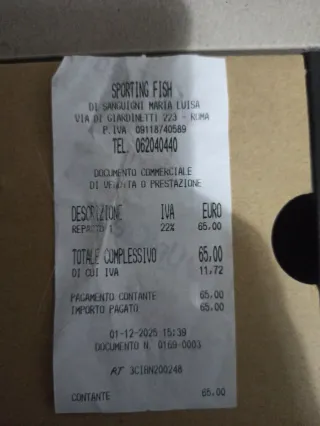 SPORTING FISH
DI SANGUIGNI MARIA LUISA
VIA DI GIARDINETTI 223 - ROMA
P.IVA 09118740589
TEL. 062040440
DOCUMENTO COMMERCIALE
DI VENDITA O PRESTAZIONE
DESCRIZIONE IVA EURO
REPARTO 1 22% 65,00
TOTALE COMPLESSIVO 65,00
DI CUI IVA 11,72
PAGAMENTO CONTANTE 65,00
IMPORTO PAGATO 65,00
01-12-2025 15:39
DOCUMENTO N. 0169-0003
RT 3CIHN200248
CONTANTE 65,00